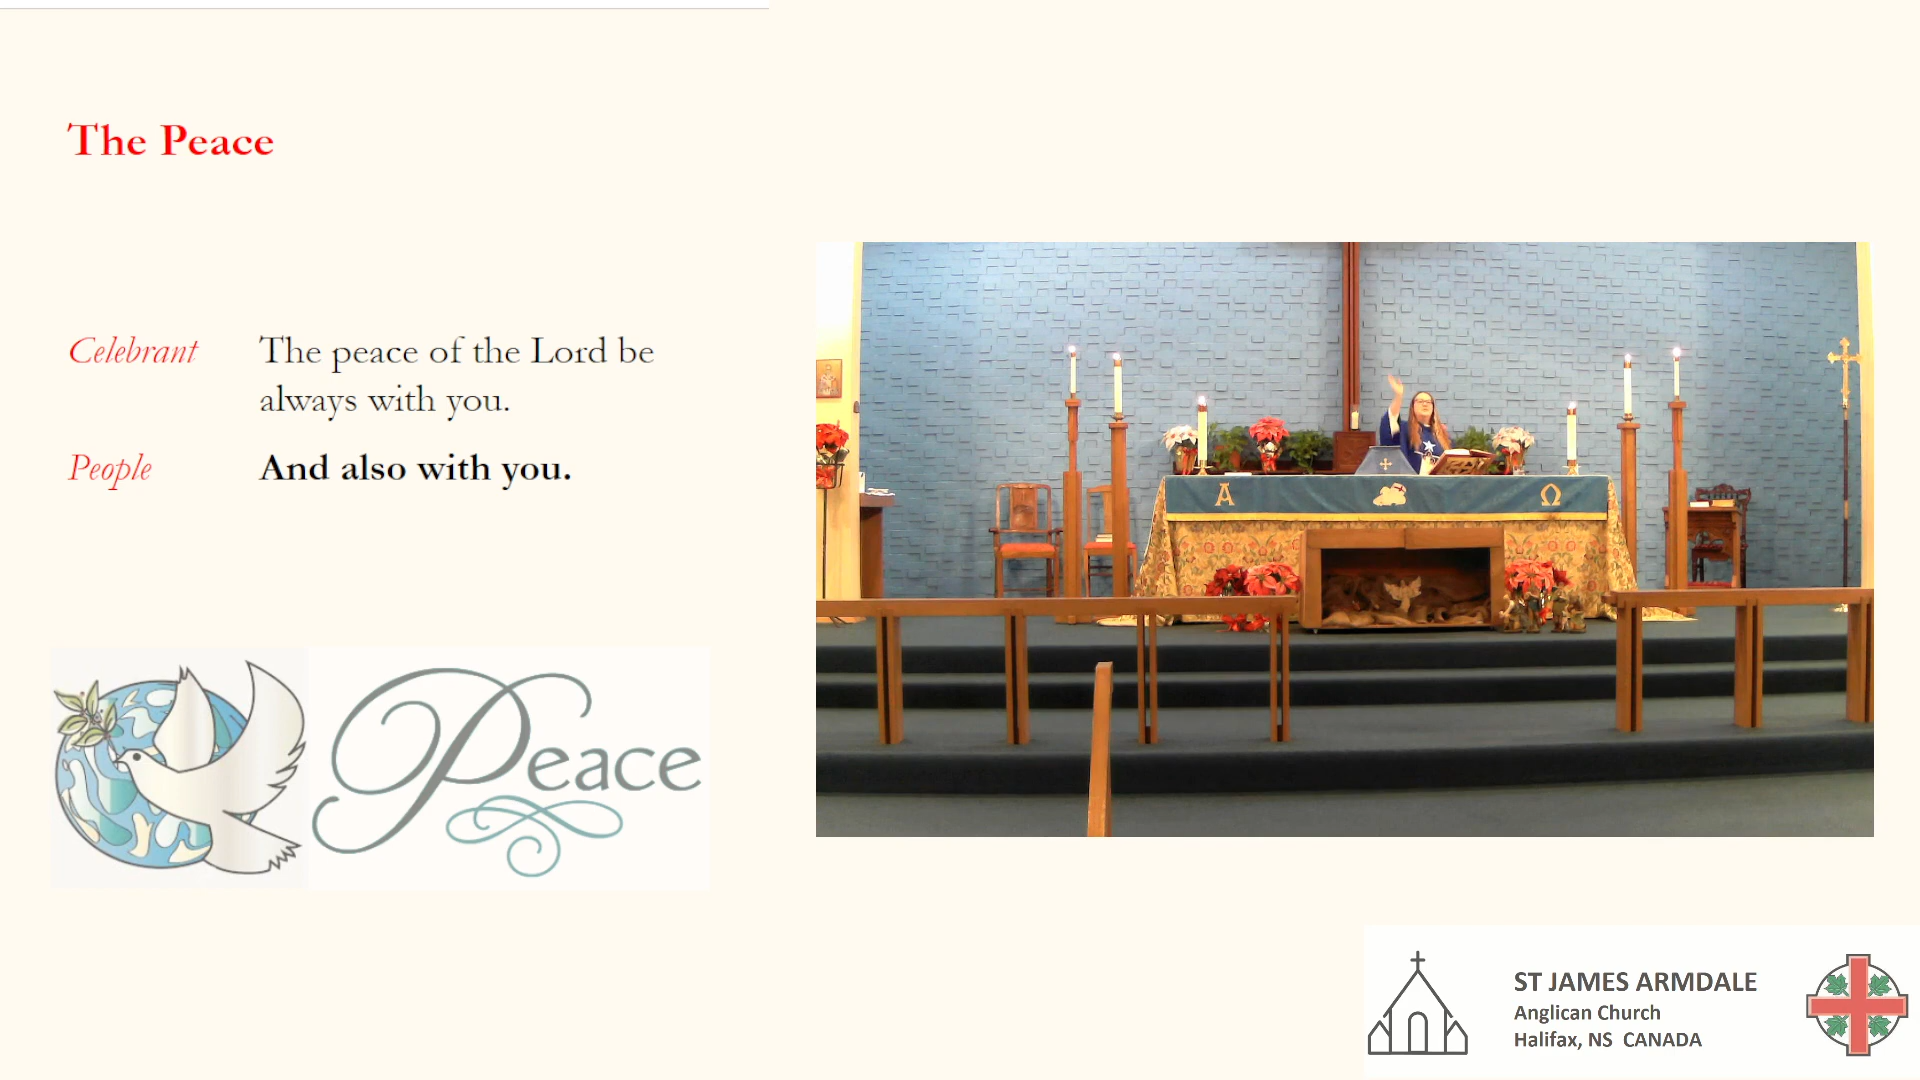 The Peace
Celebrant The peace of the Lord be
always with you.
People And also with you.
Peace
Α Ω
ST JAMES ARMDALE
Anglican Church
Halifax, NS CANADA